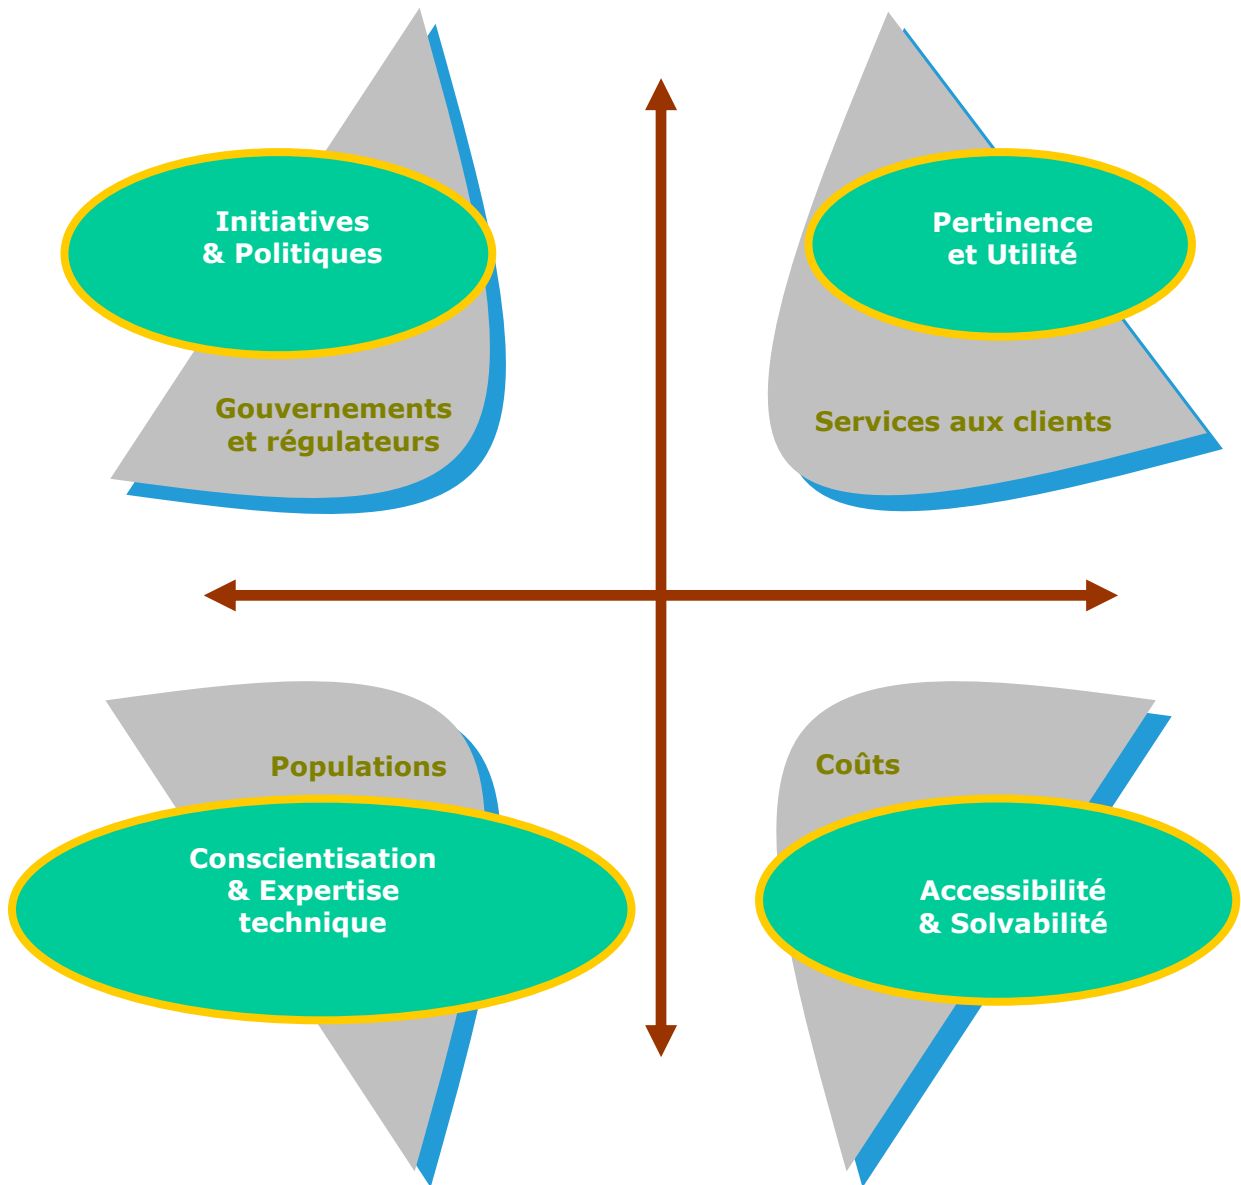 Initiatives
& Politiques
Gouvernements
et régulateurs
Pertinence
et Utilité
Services aux clients
Populations
Conscientisation
& Expertise
technique
Coûts
Accessibilité
& Solvabilité